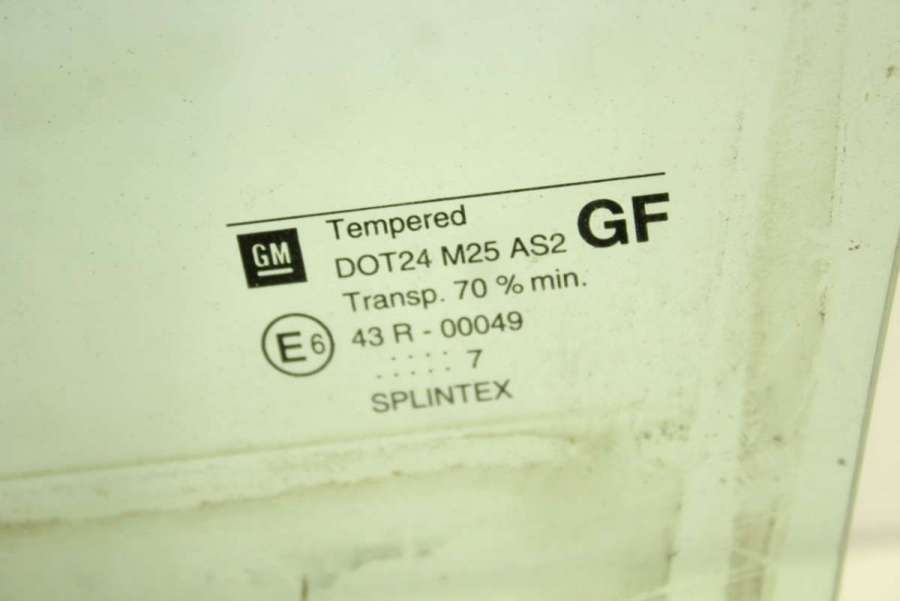 GM Tempered GF
DOT24 M25 AS2
Transp. 70 % min.
E6 43 R - 00049
..... ..... 7
SPLINTEX